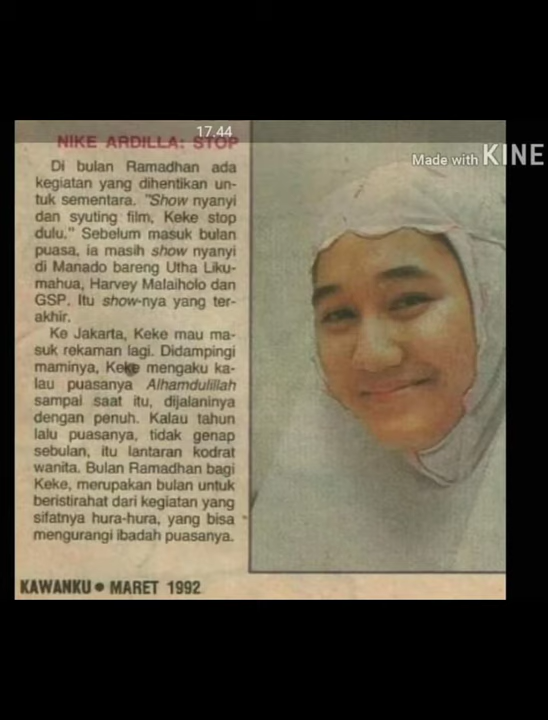 17.44
Made with KINE
NIKE ARDILLA: STOP
Di bulan Ramadhan ada
kegiatan yang dihentikan un-
tuk sementara. "Show nyanyi
dan syuting film, Keke stop
dulu." Sebelum masuk bulan
puasa, ia masih show nyanyi
di Manado bareng Utha Liku-
mahua, Harvey Malaiholo dan
GSP. Itu show-nya yang ter-
akhir.
Ke Jakarta, Keke mau ma-
suk rekaman lagi. Didampingi
maminya, Keke mengaku ka-
lau puasanya Alhamdulillah
sampai saat itu, dijalaninya
dengan penuh. Kalau tahun
lalu puasanya, tidak genap
sebulan, itu lantaran kodrat
wanita. Bulan Ramadhan bagi
Keke, merupakan bulan untuk
beristirahat dari kegiatan yang
sifatnya hura-hura, yang bisa
mengurangi ibadah puasanya.
KAWANKU • MARET 1992